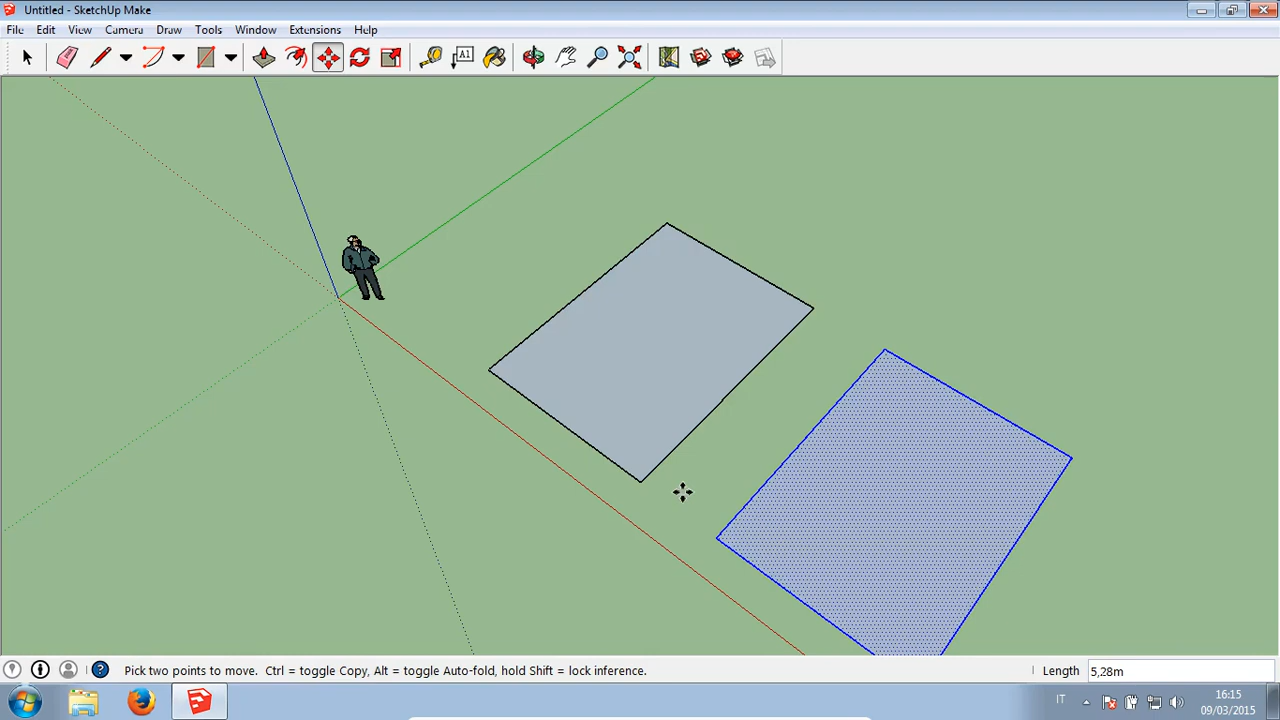 Untitled - SketchUp Make
File Edit View Camera Draw Tools Window Extensions Help
A1
Pick two points to move. Ctrl = toggle Copy, Alt = toggle Auto-fold, hold Shift = lock inference. Length 5,28m
IT 16:15
09/03/2015